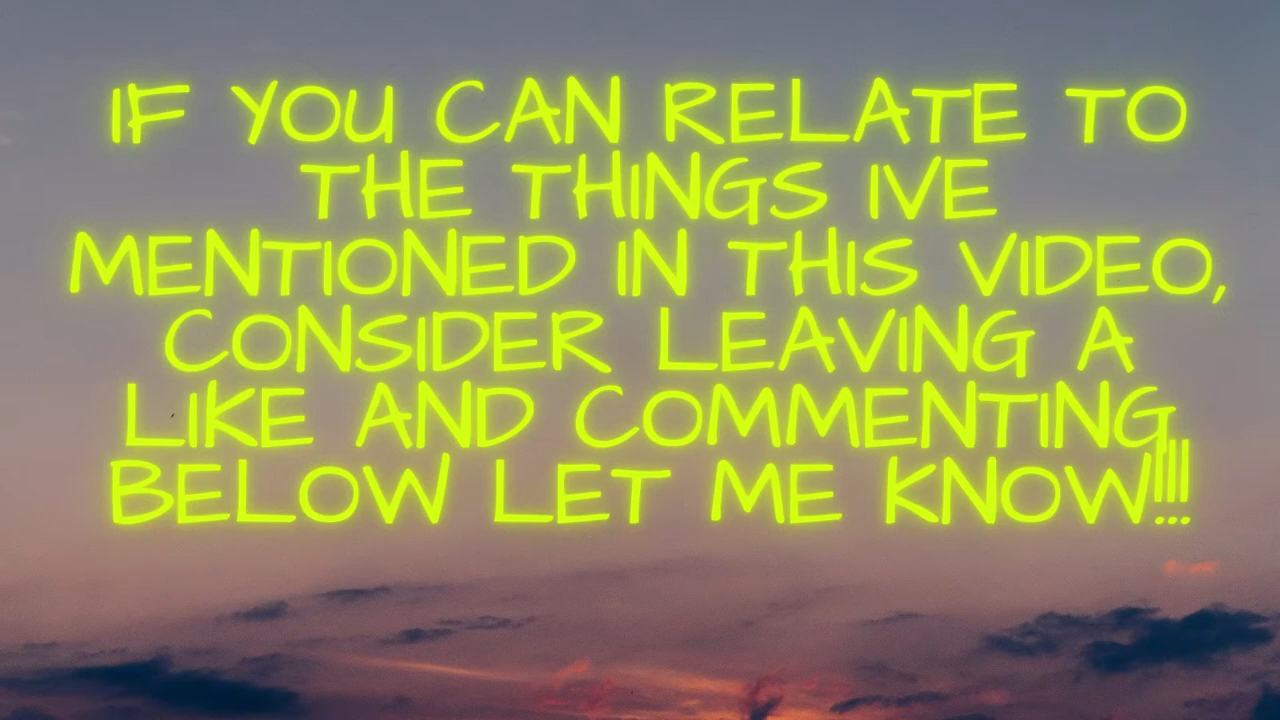 IF YOU CAN RELATE TO
THE THINGS IVE
MENTIONED IN THIS VIDEO,
CONSIDER LEAVING A
LIKE AND COMMENTING
BELOW LET ME KNOW!!!